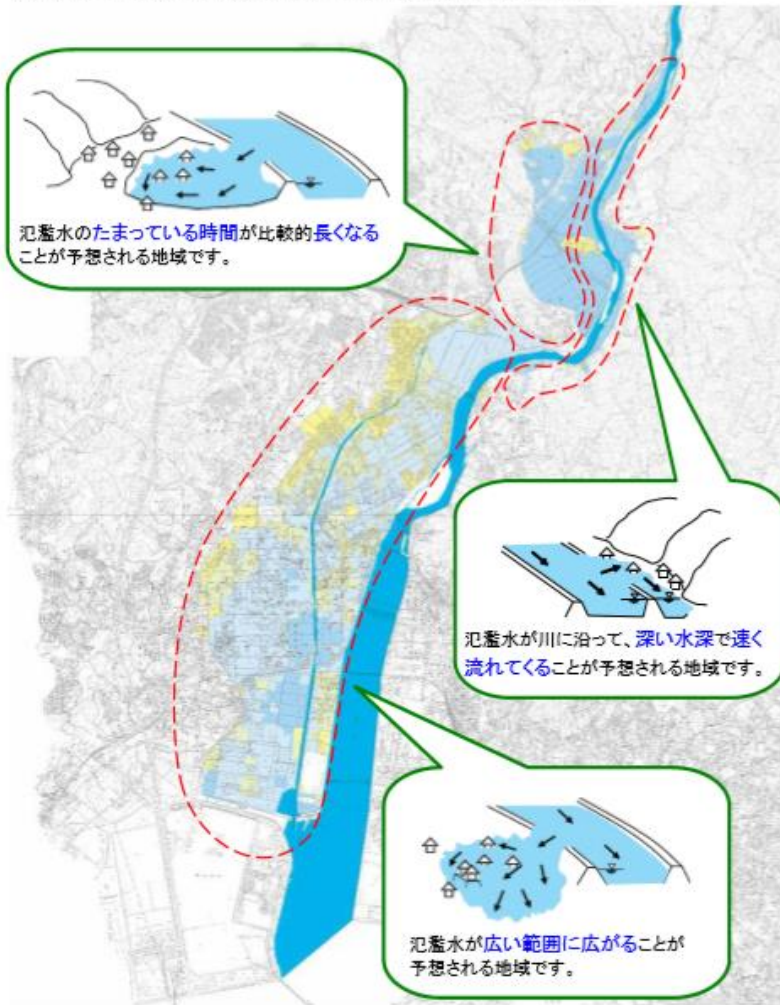 氾濫水のたまっている時間が比較的長くなる
ことが予想される地域です。
氾濫水が川に沿って、深い水深で速く
流れてくることが予想される地域です。
氾濫水が広い範囲に広がることが
予想される地域です。